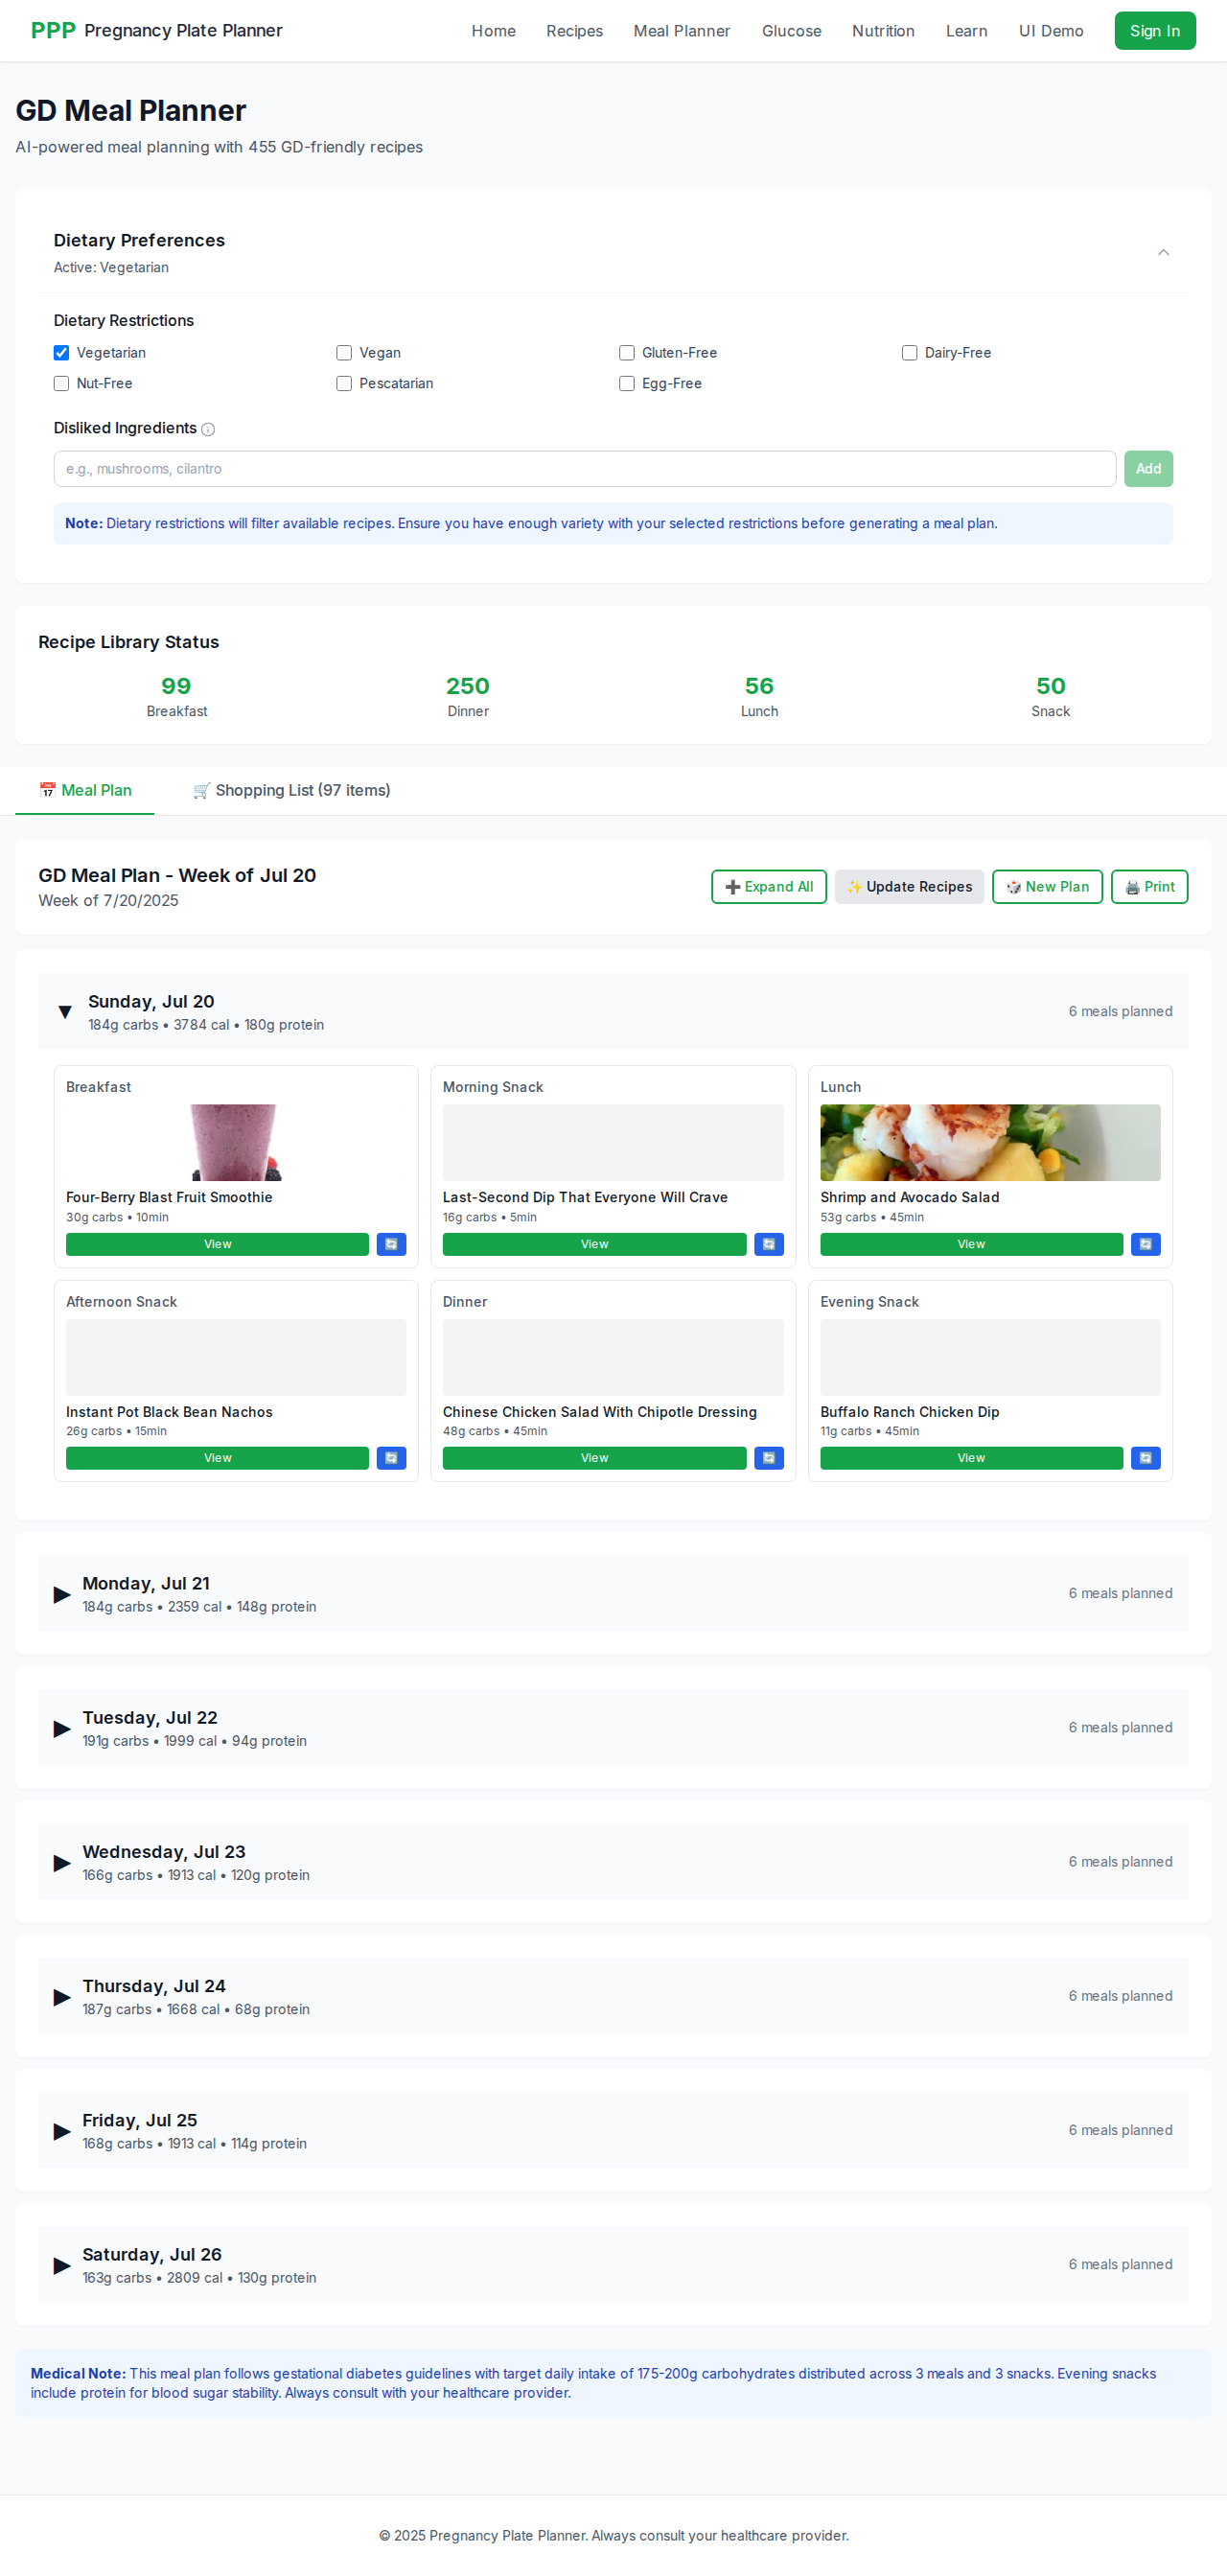 PPP Pregnancy Plate Planner
Home Recipes Meal Planner Glucose Nutrition Learn UI Demo Sign In
GD Meal Planner
AI-powered meal planning with 455 GD-friendly recipes
Dietary Preferences
Active: Vegetarian
Dietary Restrictions
Vegetarian Vegan Gluten-Free Dairy-Free
Nut-Free Pescatarian Egg-Free
Disliked Ingredients
e.g., mushrooms, cilantro Add
Note: Dietary restrictions will filter available recipes. Ensure you have enough variety with your selected restrictions before generating a meal plan.
Recipe Library Status
99 250 56 50
Breakfast Dinner Lunch Snack
📅 Meal Plan 🛒 Shopping List (97 items)
GD Meal Plan - Week of Jul 20
Week of 7/20/2025
➕ Expand All ✨ Update Recipes 🎲 New Plan 🖨️ Print
▼ Sunday, Jul 20
184g carbs • 3784 cal • 180g protein
6 meals planned
Breakfast
Four-Berry Blast Fruit Smoothie
30g carbs • 10min
View 🔄
Morning Snack
Last-Second Dip That Everyone Will Crave
16g carbs • 5min
View 🔄
Lunch
Shrimp and Avocado Salad
53g carbs • 45min
View 🔄
Afternoon Snack
Instant Pot Black Bean Nachos
26g carbs • 15min
View 🔄
Dinner
Chinese Chicken Salad With Chipotle Dressing
48g carbs • 45min
View 🔄
Evening Snack
Buffalo Ranch Chicken Dip
11g carbs • 45min
View 🔄
▶ Monday, Jul 21
184g carbs • 2359 cal • 148g protein
6 meals planned
▶ Tuesday, Jul 22
191g carbs • 1999 cal • 94g protein
6 meals planned
▶ Wednesday, Jul 23
166g carbs • 1913 cal • 120g protein
6 meals planned
▶ Thursday, Jul 24
187g carbs • 1668 cal • 68g protein
6 meals planned
▶ Friday, Jul 25
168g carbs • 1913 cal • 114g protein
6 meals planned
▶ Saturday, Jul 26
163g carbs • 2809 cal • 130g protein
6 meals planned
Medical Note: This meal plan follows gestational diabetes guidelines with target daily intake of 175-200g carbohydrates distributed across 3 meals and 3 snacks. Evening snacks
include protein for blood sugar stability. Always consult with your healthcare provider.
© 2025 Pregnancy Plate Planner. Always consult your healthcare provider.